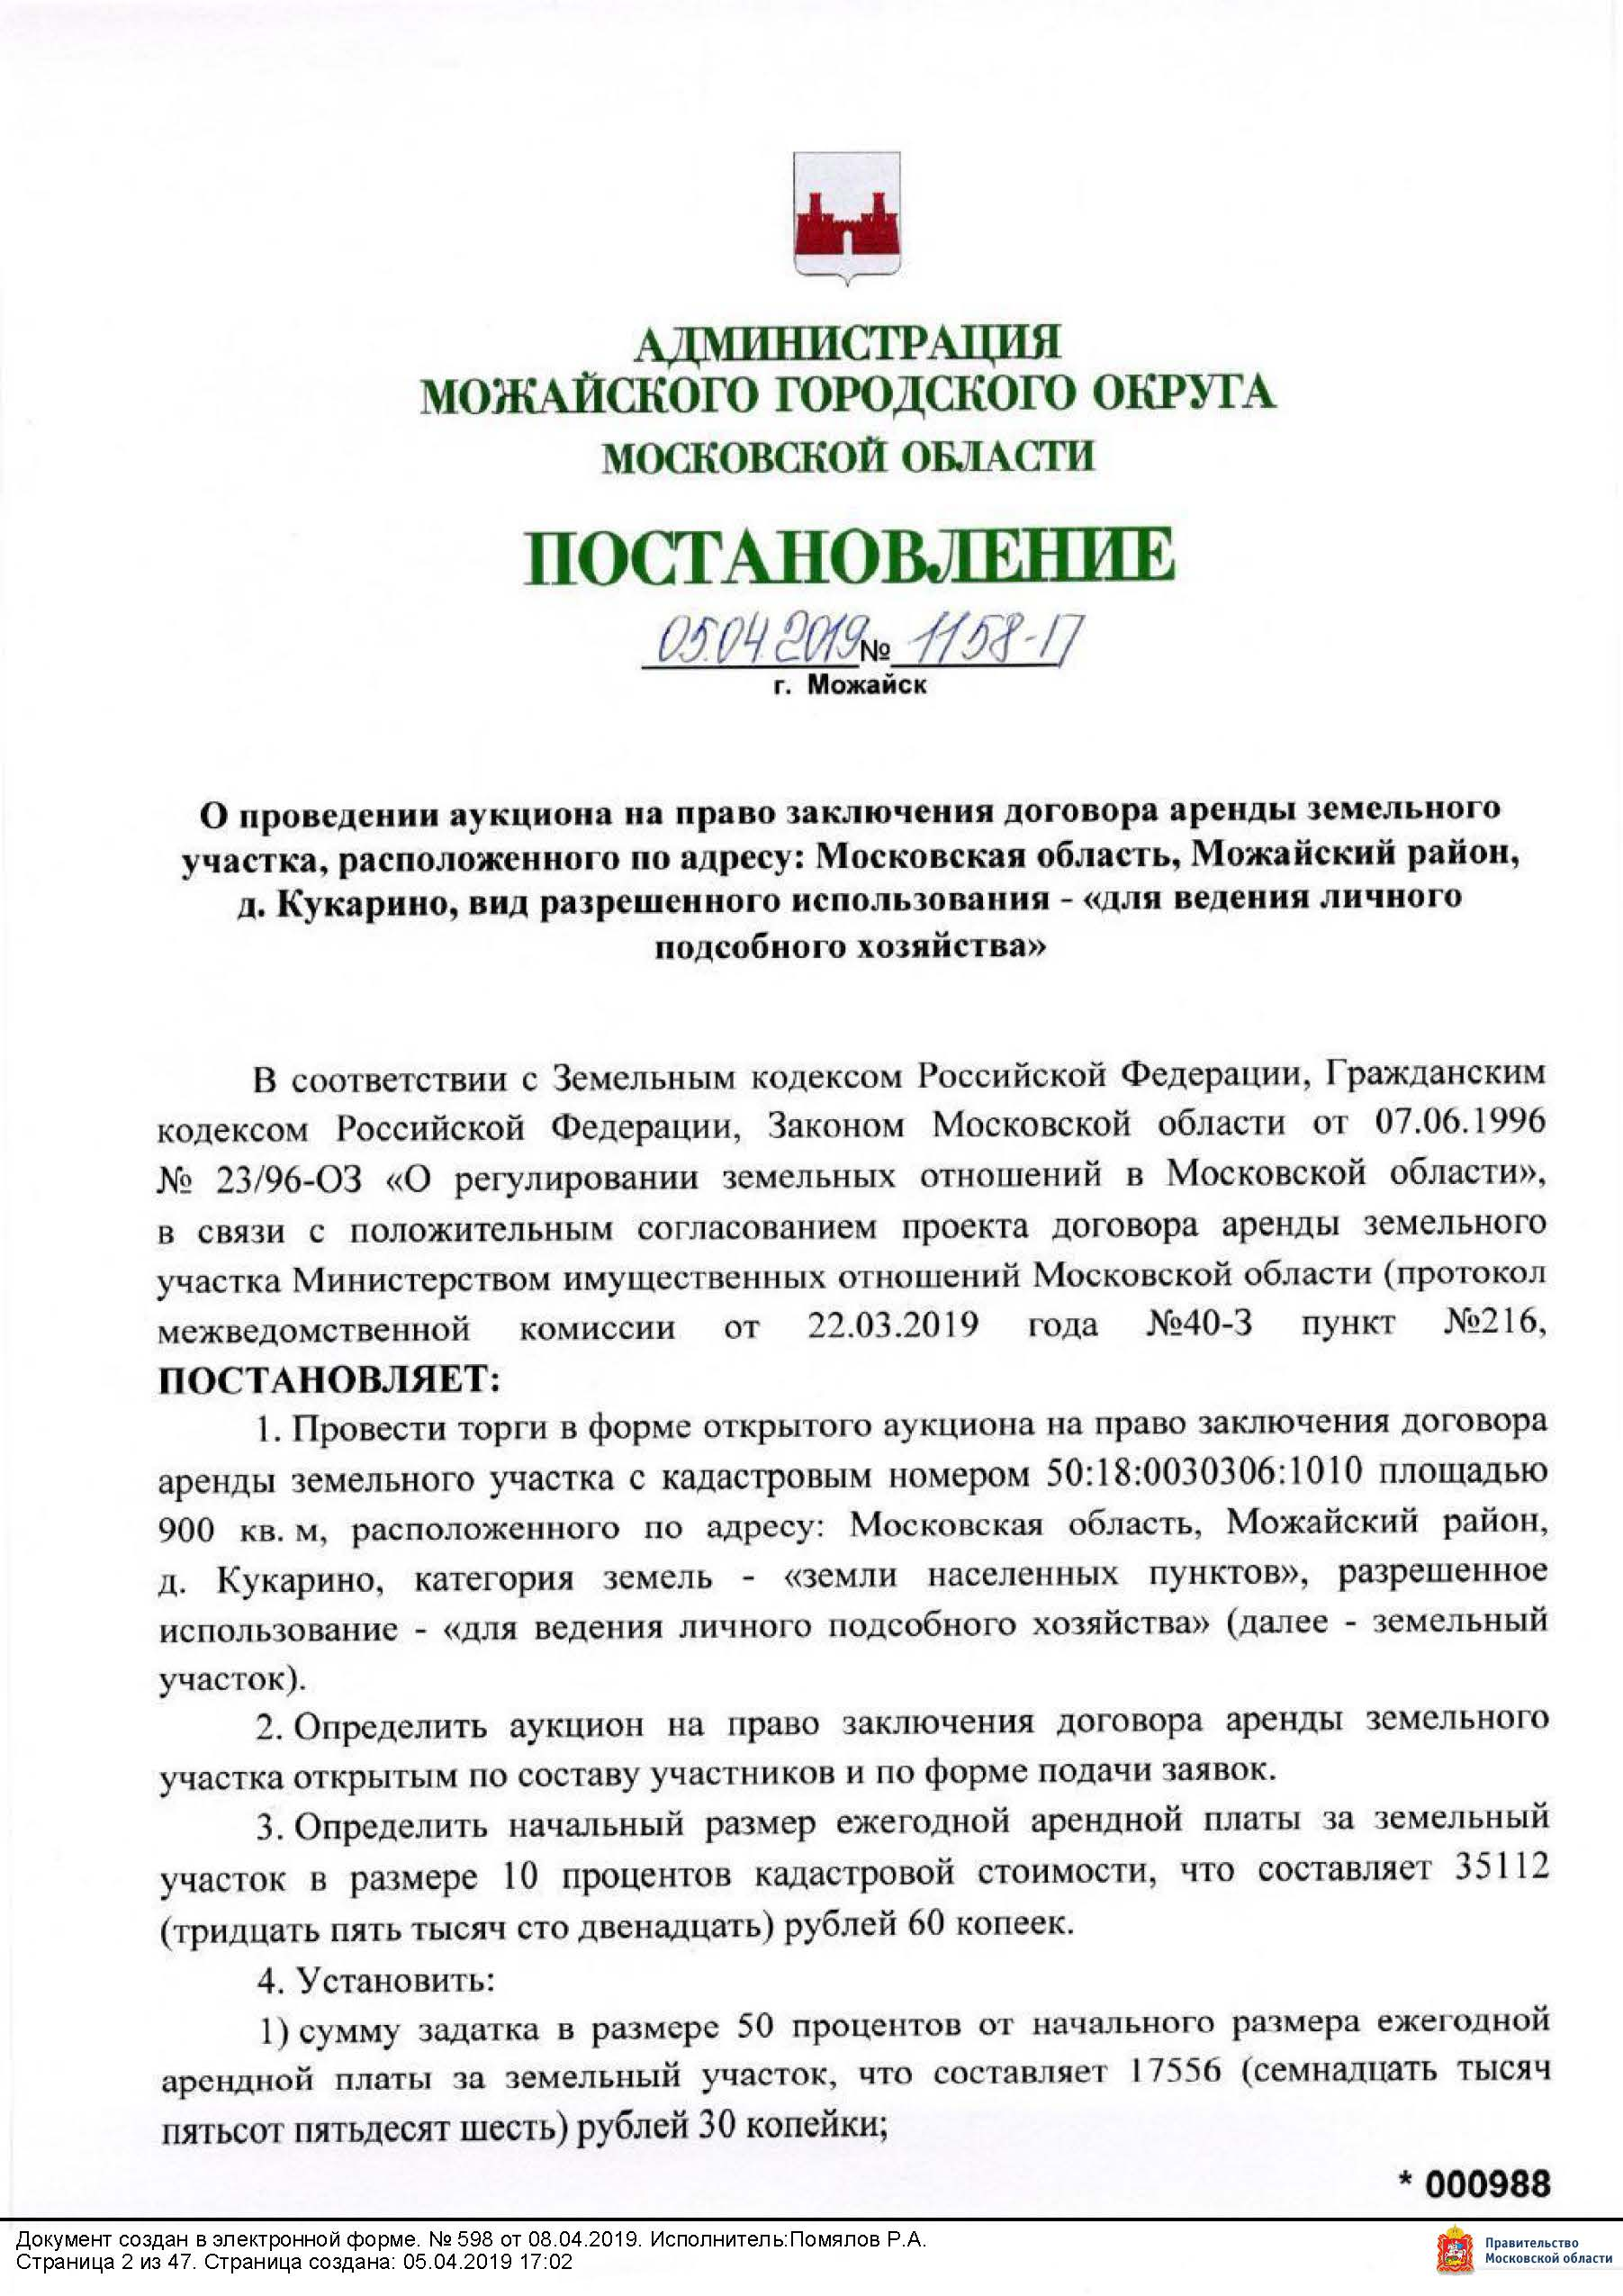 АДМИНИСТРАЦИЯ
МОЖАЙСКОГО ГОРОДСКОГО ОКРУГА
МОСКОВСКОЙ ОБЛАСТИ
ПОСТАНОВЛЕНИЕ
05.04.2019 № 1158-П
г. Можайск
О проведении аукциона на право заключения договора аренды земельного
участка, расположенного по адресу: Московская область, Можайский район,
д. Кукарино, вид разрешенного использования - «для ведения личного
подсобного хозяйства»
В соответствии с Земельным кодексом Российской Федерации, Гражданским
кодексом Российской Федерации, Законом Московской области от 07.06.1996
№ 23/96-ОЗ «О регулировании земельных отношений в Московской области»,
в связи с положительным согласованием проекта договора аренды земельного
участка Министерством имущественных отношений Московской области (протокол
межведомственной комиссии от 22.03.2019 года №40-З пункт №216,
ПОСТАНОВЛЯЕТ:
1. Провести торги в форме открытого аукциона на право заключения договора
аренды земельного участка с кадастровым номером 50:18:0030306:1010 площадью
900 кв. м, расположенного по адресу: Московская область, Можайский район,
д. Кукарино, категория земель - «земли населенных пунктов», разрешенное
использование - «для ведения личного подсобного хозяйства» (далее - земельный
участок).
2. Определить аукцион на право заключения договора аренды земельного
участка открытым по составу участников и по форме подачи заявок.
3. Определить начальный размер ежегодной арендной платы за земельный
участок в размере 10 процентов кадастровой стоимости, что составляет 35112
(тридцать пять тысяч сто двенадцать) рублей 60 копеек.
4. Установить:
1) сумму задатка в размере 50 процентов от начального размера ежегодной
арендной платы за земельный участок, что составляет 17556 (семнадцать тысяч
пятьсот пятьдесят шесть) рублей 30 копейки;
* 000988
Документ создан в электронной форме. № 598 от 08.04.2019. Исполнитель:Помялов Р.А.
Страница 2 из 47. Страница создана: 05.04.2019 17:02
Правительство
Московской области